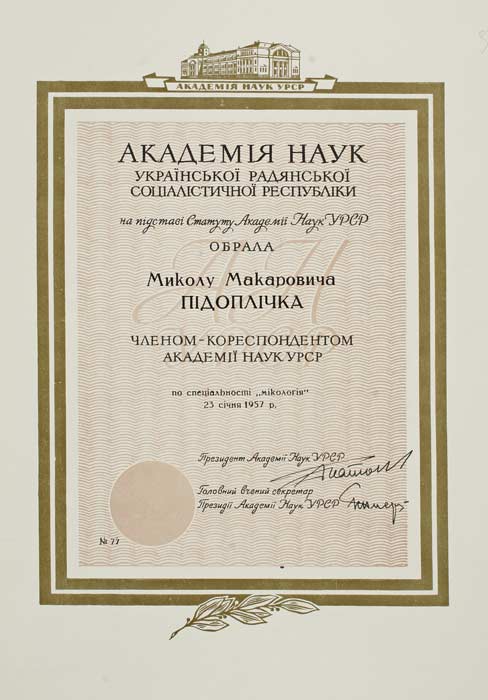 АКАДЕМІЯ НАУК УРСР
АКАДЕМІЯ НАУК
УКРАЇНСЬКОЇ РАДЯНСЬКОЇ
СОЦІАЛІСТИЧНОЇ РЕСПУБЛІКИ
на підставі Статуту Академії Наук УРСР
ОБРАЛА
Миколу Макаровича
ПІДОПЛІЧКА
ЧЛЕНОМ-КОРЕСПОНДЕНТОМ
АКАДЕМІЇ НАУК УРСР
по спеціальності „мікологія“
23 січня 1957 р.
Президент Академії Наук УРСР
Головний вчений секретар
Президії Академії Наук УРСР
№ 77